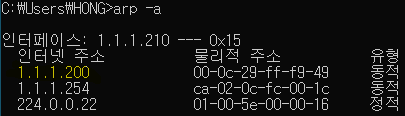 C:\Users\HONG>arp -a
인터페이스: 1.1.1.210 --- 0x15
인터넷 주소 물리적 주소 유형
1.1.1.200 00-0c-29-ff-f9-49 동적
1.1.1.254 ca-02-0c-fc-00-1c 동적
224.0.0.22 01-00-5e-00-00-16 정적